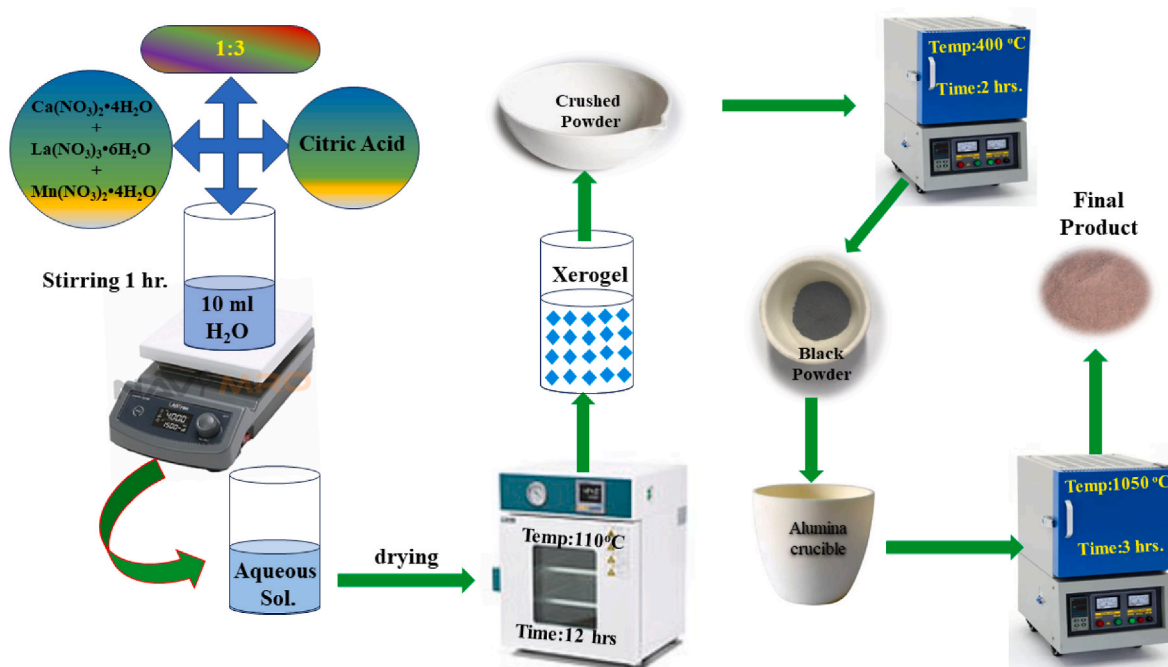 1:3
Ca(NO₃)₂•4H₂O
+
La(NO₃)₃•6H₂O
+
Mn(NO₃)₂•4H₂O
Citric Acid
Stirring 1 hr.
10 ml
H₂O
Aqueous
Sol.
drying
Temp:110°C
Time:12 hrs
Xerogel
Crushed
Powder
Temp:400 °C
Time:2 hrs.
Black
Powder
Alumina
crucible
Temp:1050 °C
Time:3 hrs.
Final
Product